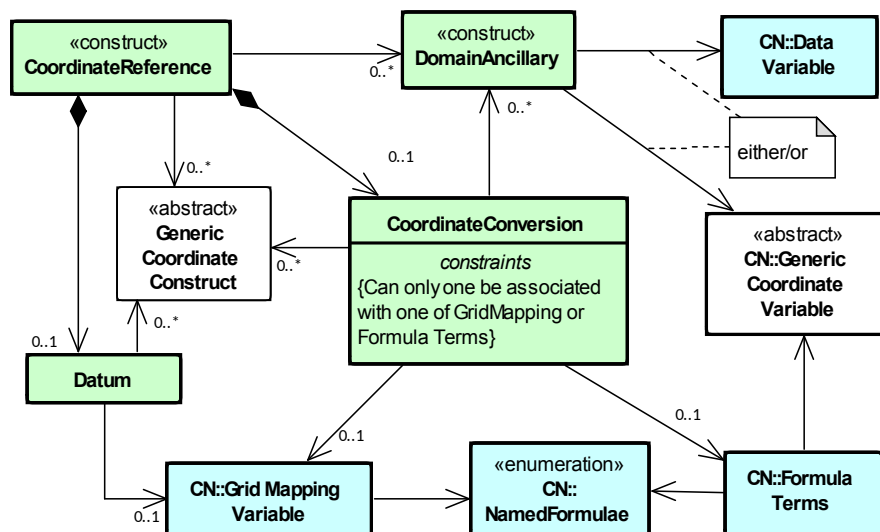 «construct»
CoordinateReference
«construct»
DomainAncillary
CN::Data
Variable
0..*
0..*
either/or
0..1
0..*
«abstract»
Generic
Coordinate
Construct
CoordinateConversion
constraints
{Can only one be associated
with one of GridMapping or
Formula Terms}
«abstract»
CN::Generic
Coordinate
Variable
0..*
0..*
0..1
Datum
0..1
0..1
0..1
CN::Grid Mapping
Variable
«enumeration»
CN::
NamedFormulae
CN::Formula
Terms